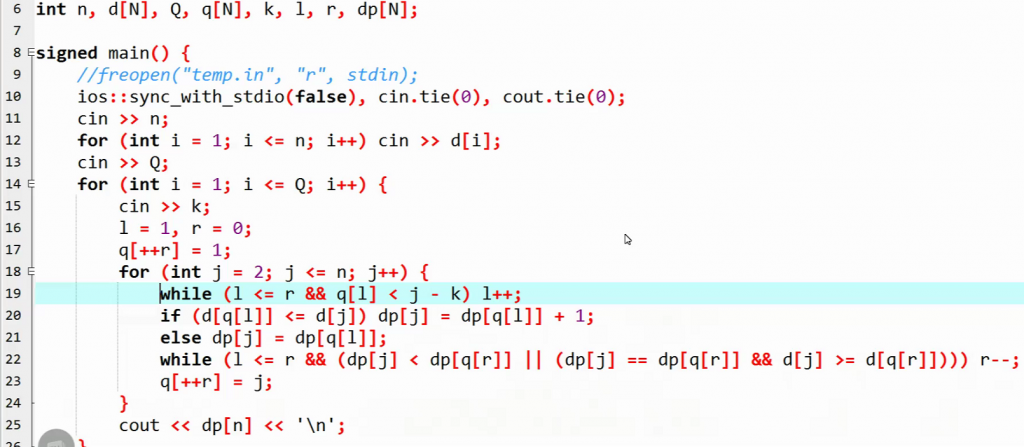 6 int n, d[N], Q, q[N], k, l, r, dp[N];
7
8 signed main() {
9 //freopen("temp.in", "r", stdin);
10 ios::sync_with_stdio(false), cin.tie(0), cout.tie(0);
11 cin >> n;
12 for (int i = 1; i <= n; i++) cin >> d[i];
13 cin >> Q;
14 for (int i = 1; i <= Q; i++) {
15 cin >> k;
16 l = 1, r = 0;
17 q[++r] = 1;
18 for (int j = 2; j <= n; j++) {
19 while (l <= r && q[l] < j - k) l++;
20 if (d[q[l]] <= d[j]) dp[j] = dp[q[l]] + 1;
21 else dp[j] = dp[q[l]];
22 while (l <= r && (dp[j] < dp[q[r]] || (dp[j] == dp[q[r]] && d[j] >= d[q[r]]))) r--;
23 q[++r] = j;
24 }
25 cout << dp[n] << '\n';
26 }